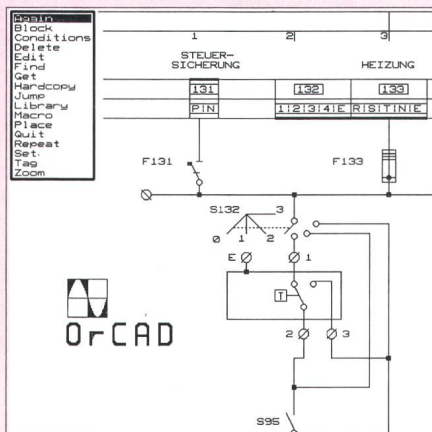 Again
Block
Conditions
Delete
Edit
Find
Get
Hardcopy
Jump
Library
Macro
Place
Quit
Repeat
Set
Tag
Zoom
1 2 3
STEUER-
SICHERUNG
HEIZUNG
131 132 133
P N 1 2 3 4 E R S T N E
F131 F133
S132 3
0 1 2
E 1
T
2 3
OrCAD
S95